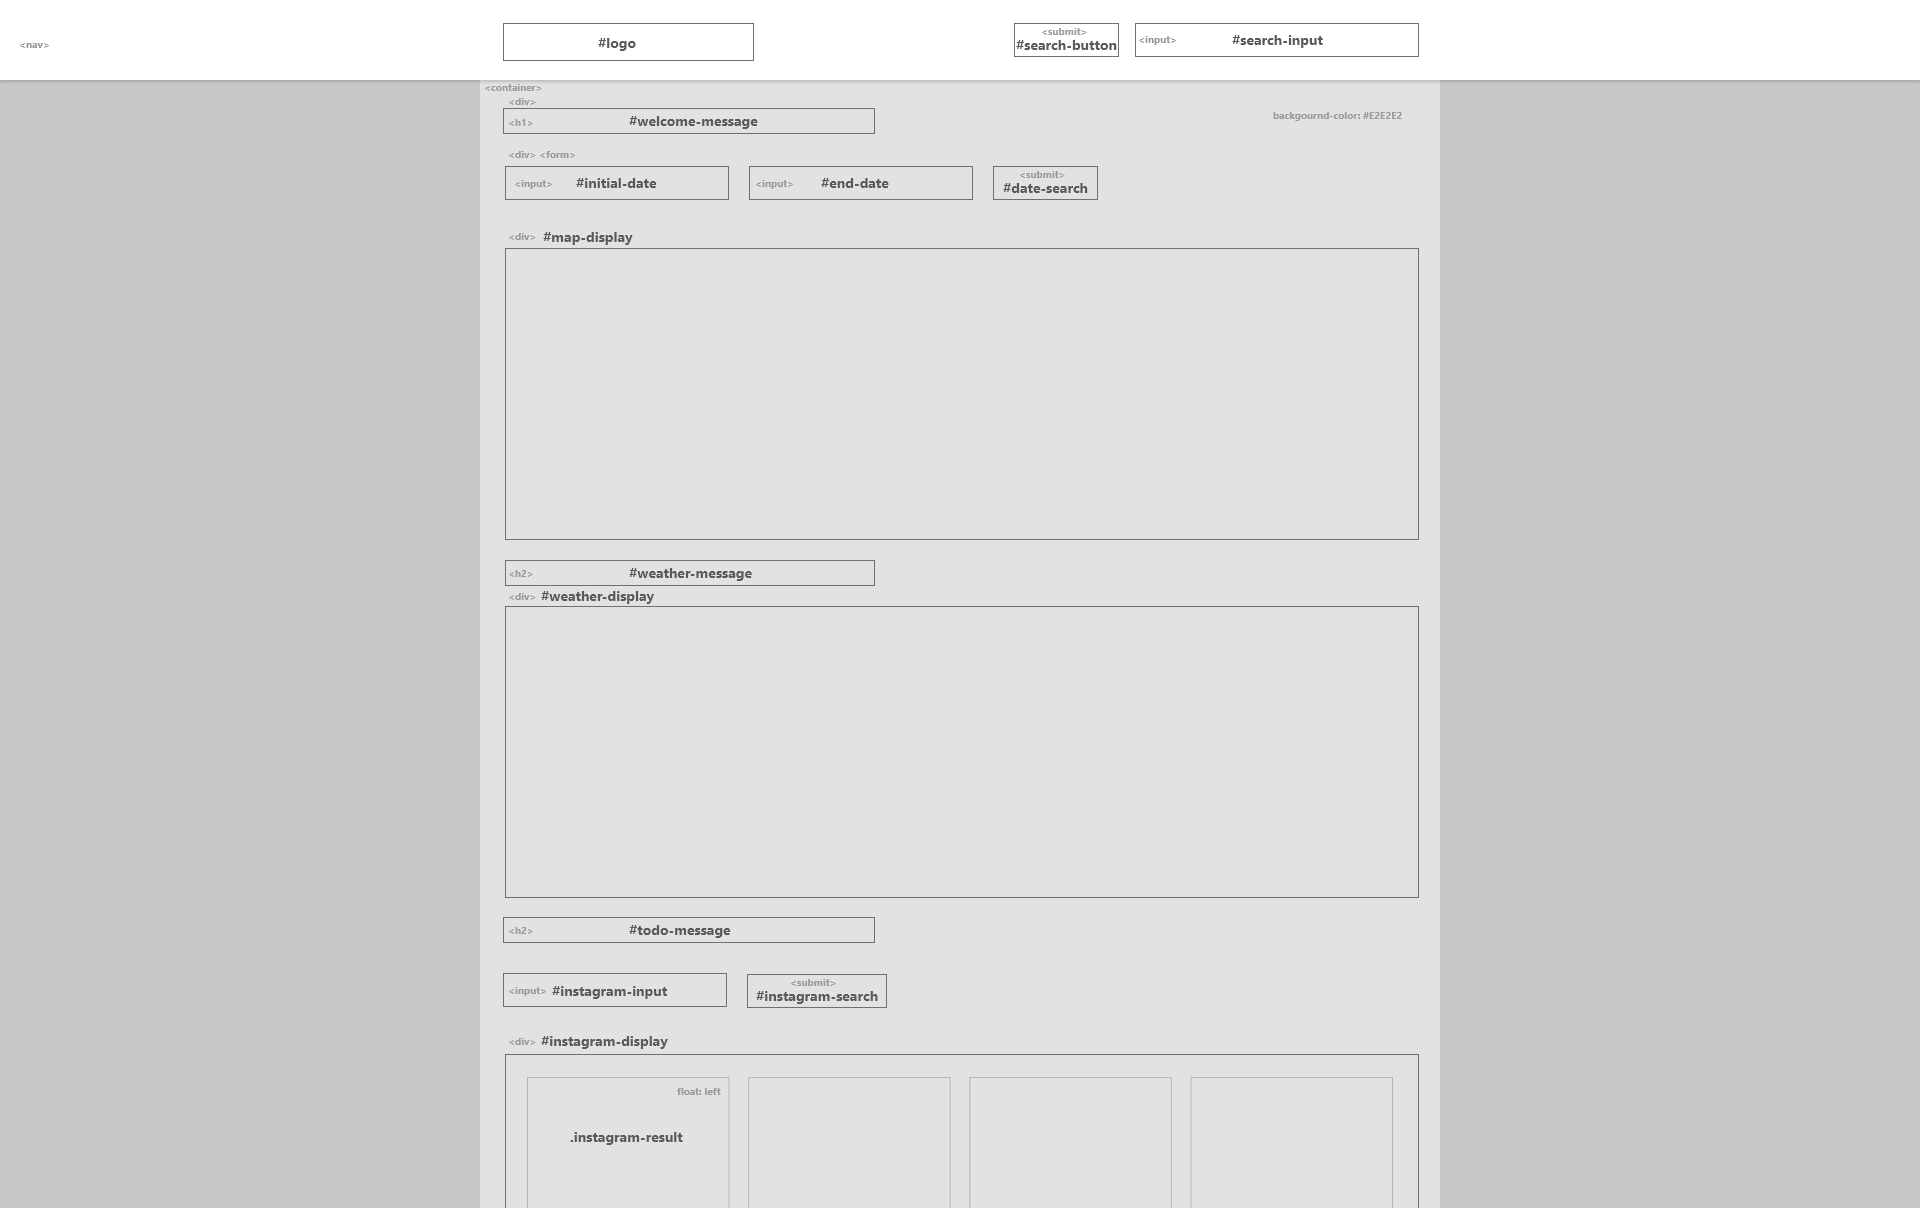 <nav>
#logo
<submit>
#search-button
<input> #search-input
<container>
<div>
<h1> #welcome-message
backgournd-color: #E2E2E2
<div> <form>
<input> #initial-date
<input> #end-date
<submit>
#date-search
<div> #map-display
<h2> #weather-message
<div> #weather-display
<h2> #todo-message
<input> #instagram-input
<submit>
#instagram-search
<div> #instagram-display
float: left
.instagram-result